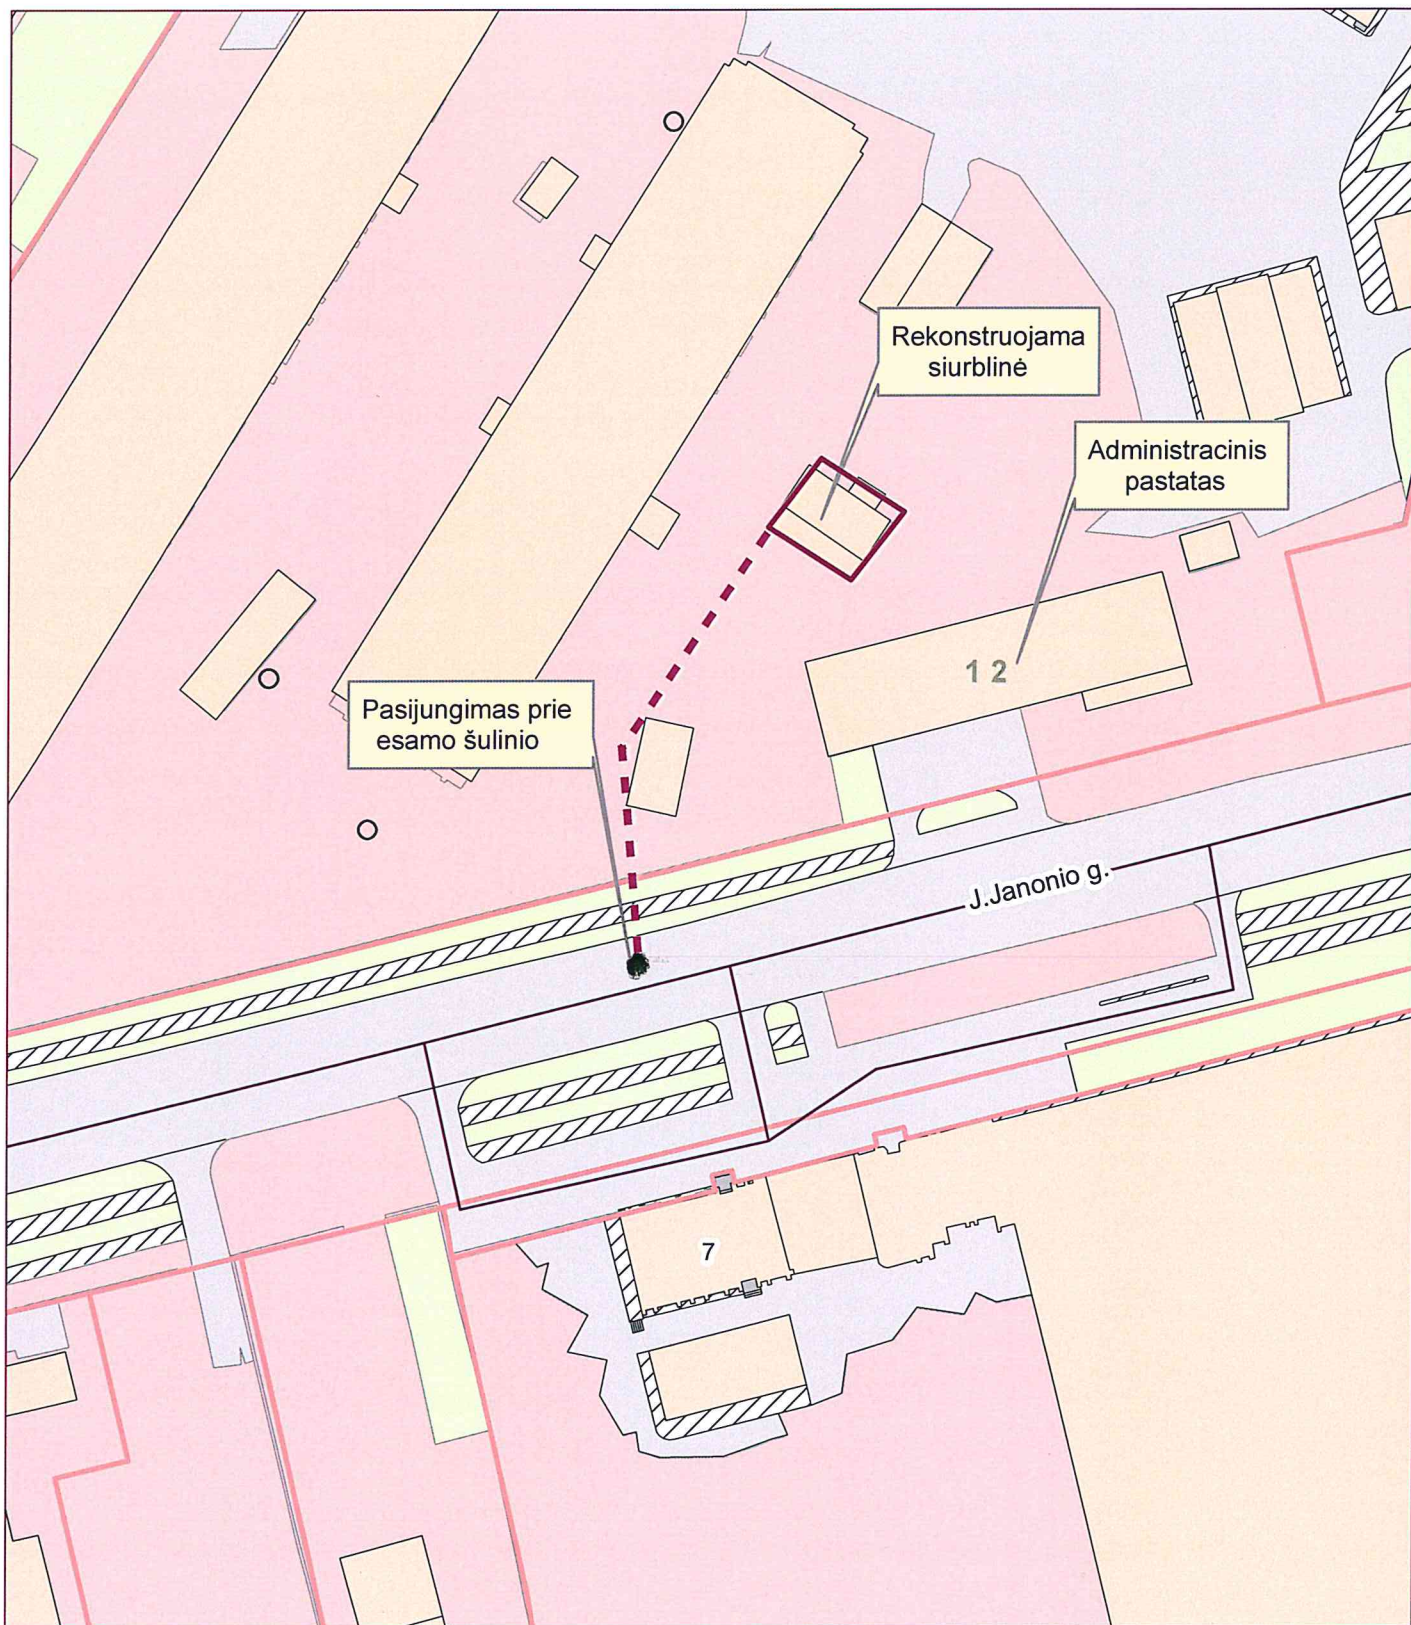 Rekonstruojama
siurblinė
Administracinis
pastatas
1 2
Pasijungimas prie
esamo šulinio
J.Janonio g.
7